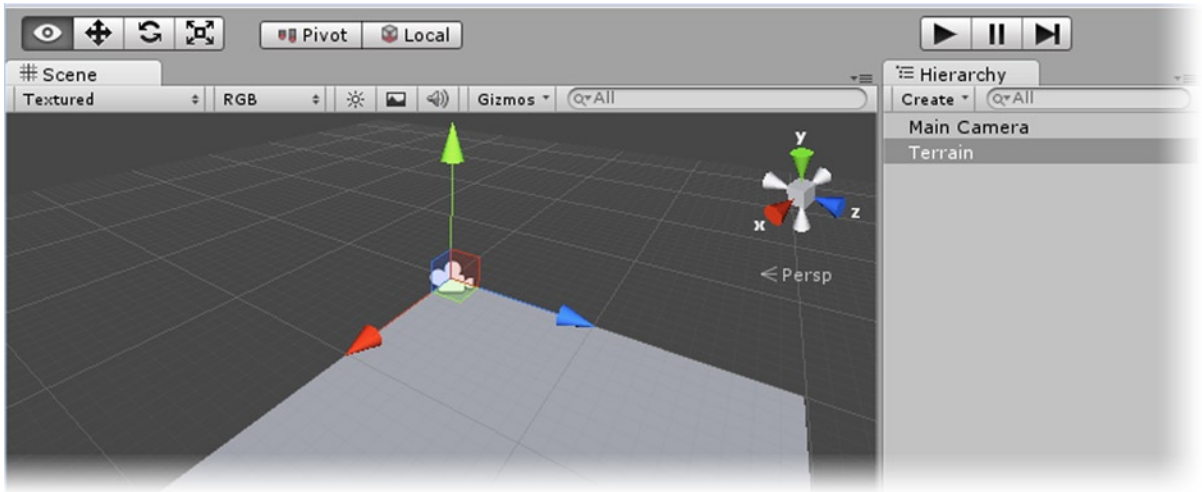 Pivot Local
Scene
Textured RGB Gizmos All
y
x
z
Persp
Hierarchy
Create All
Main Camera
Terrain